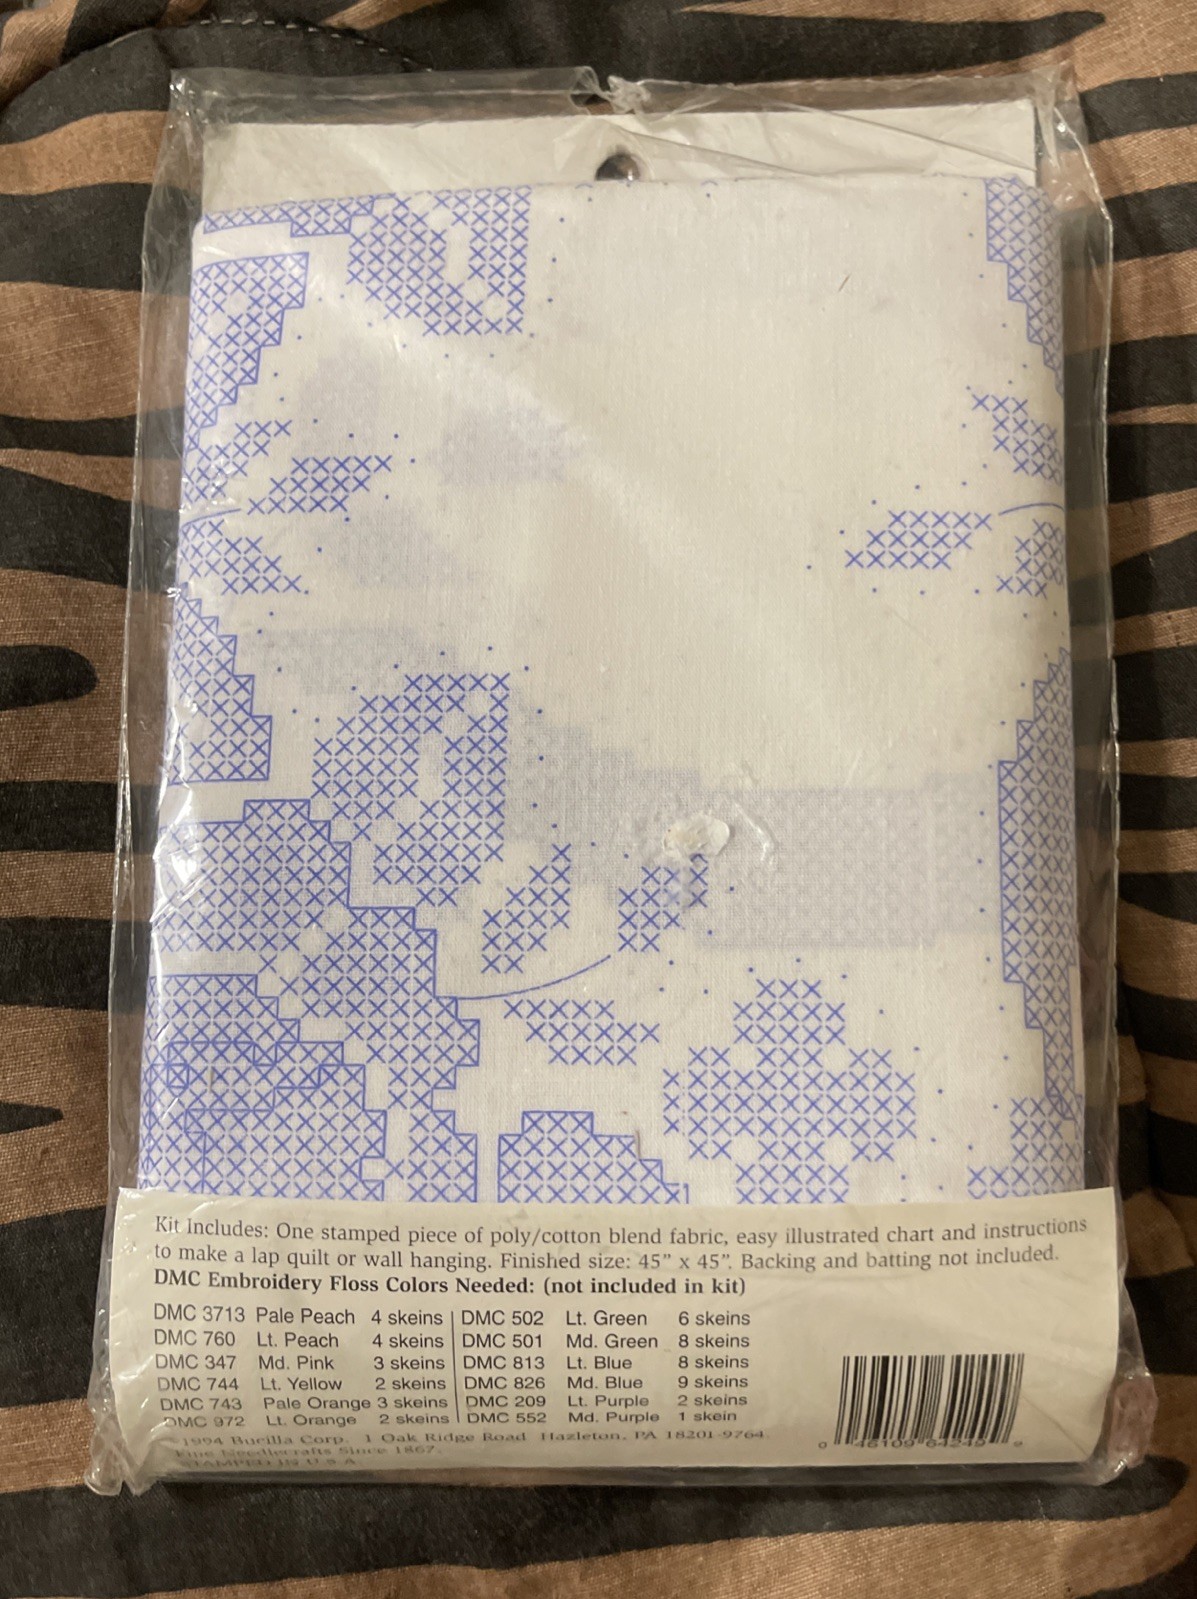 Kit Includes: One stamped piece of poly/cotton blend fabric, easy illustrated chart and instructions
to make a lap quilt or wall hanging. Finished size: 45" x 45". Backing and batting not included.
DMC Embroidery Floss Colors Needed: (not included in kit)
DMC 3713 Pale Peach 4 skeins DMC 502 Lt. Green 6 skeins
DMC 760 Lt. Peach 4 skeins DMC 501 Md. Green 8 skeins
DMC 347 Md. Pink 3 skeins DMC 813 Lt. Blue 8 skeins
DMC 744 Lt. Yellow 2 skeins DMC 826 Md. Blue 9 skeins
DMC 743 Pale Orange 3 skeins DMC 209 Lt. Purple 2 skeins
DMC 972 Lt. Orange 2 skeins DMC 552 Md. Purple 1 skein
©1994 Bucilla Corp. 1 Oak Ridge Road Hazleton, PA 18201-9764
Fine Needlecrafts Since 1867.
STAMPED IN U.S.A.
0 46109 64245 9